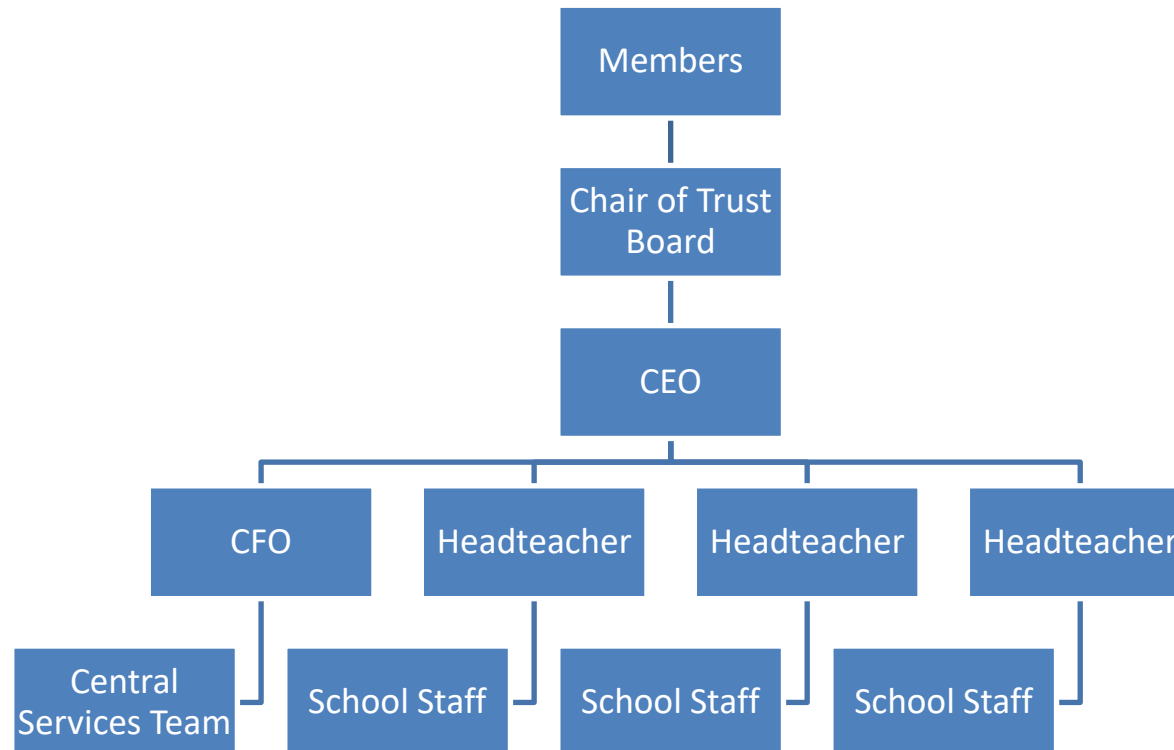 Members
Chair of Trust
Board
CEO
CFO
Headteacher
Headteacher
Headteacher
Central
Services Team
School Staff
School Staff
School Staff